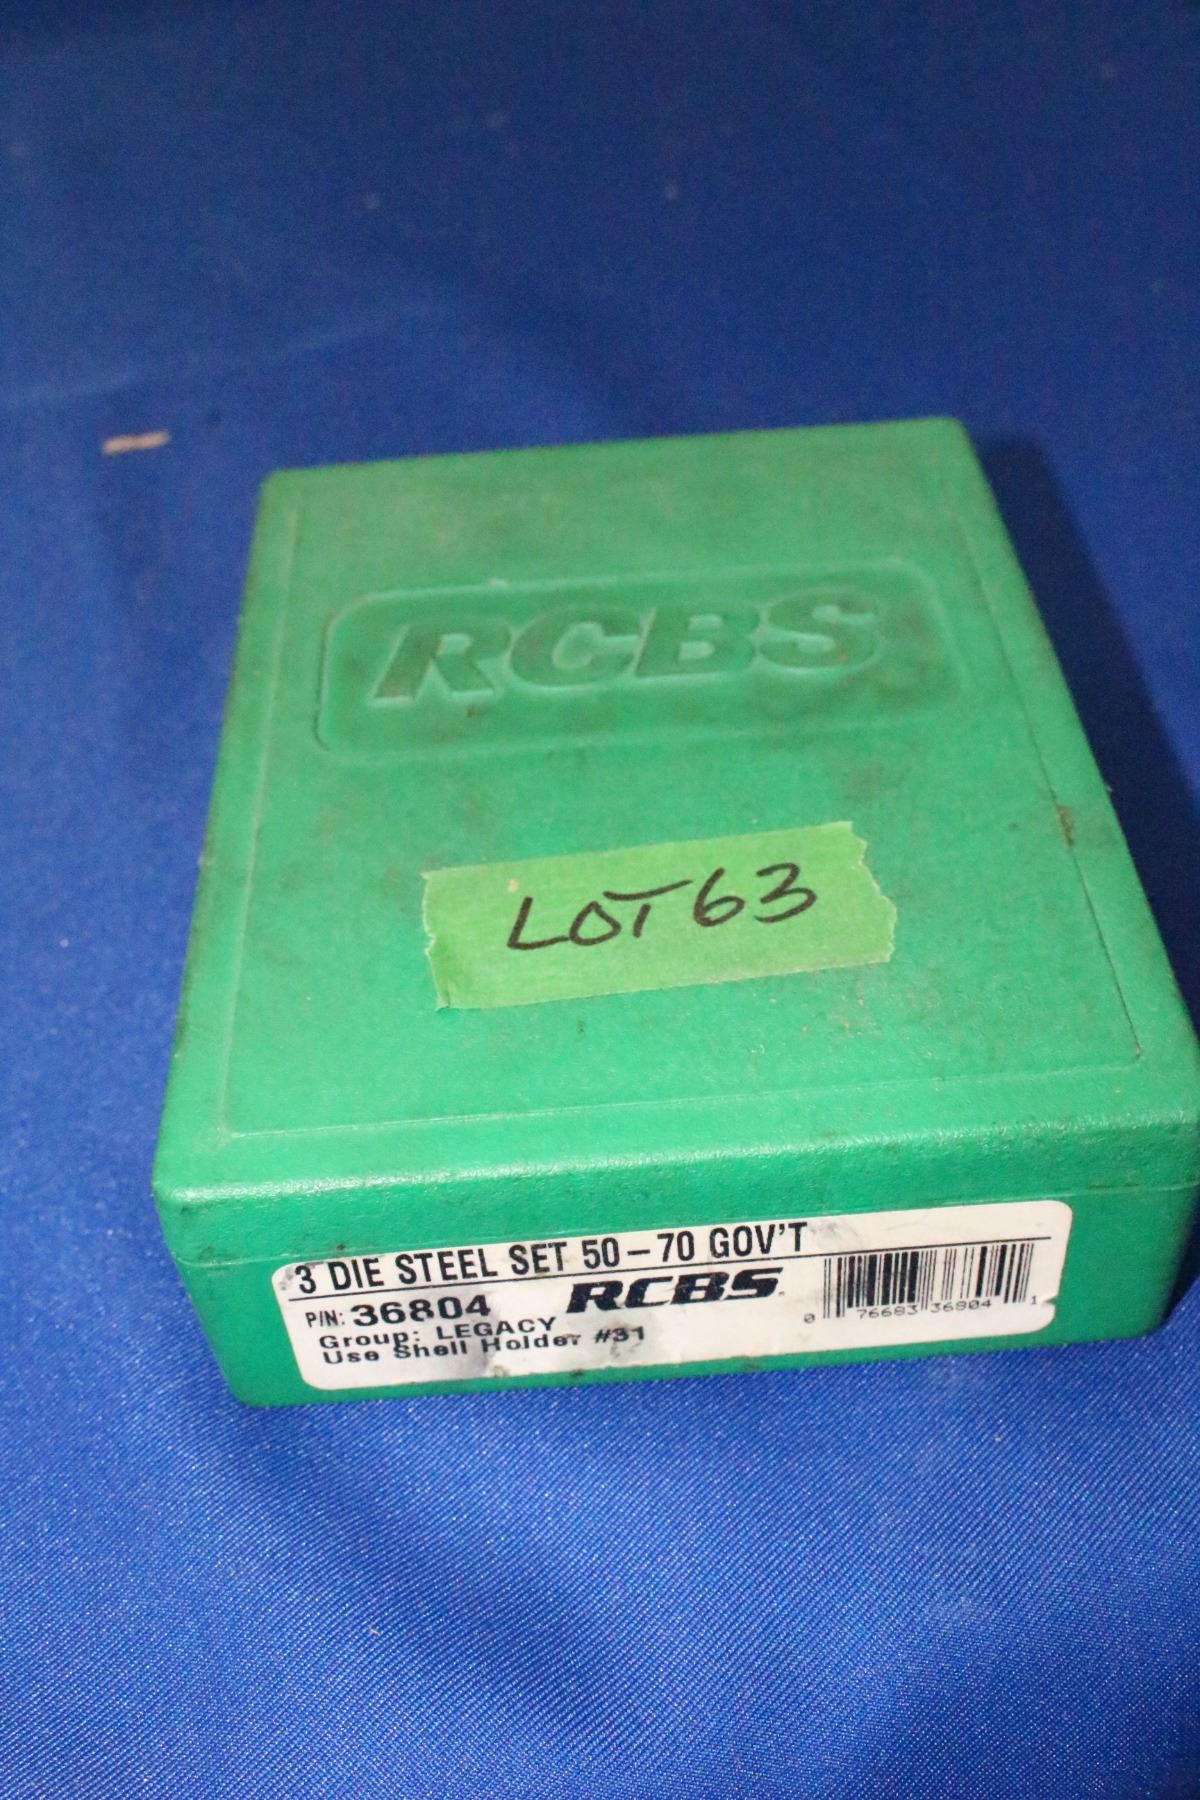 RCBS
LOT 63
3 DIE STEEL SET 50-70 GOV'T
P/N: 36804 RCBS
Group: LEGACY
Use Shell Holder #31
0 76683 36804 1